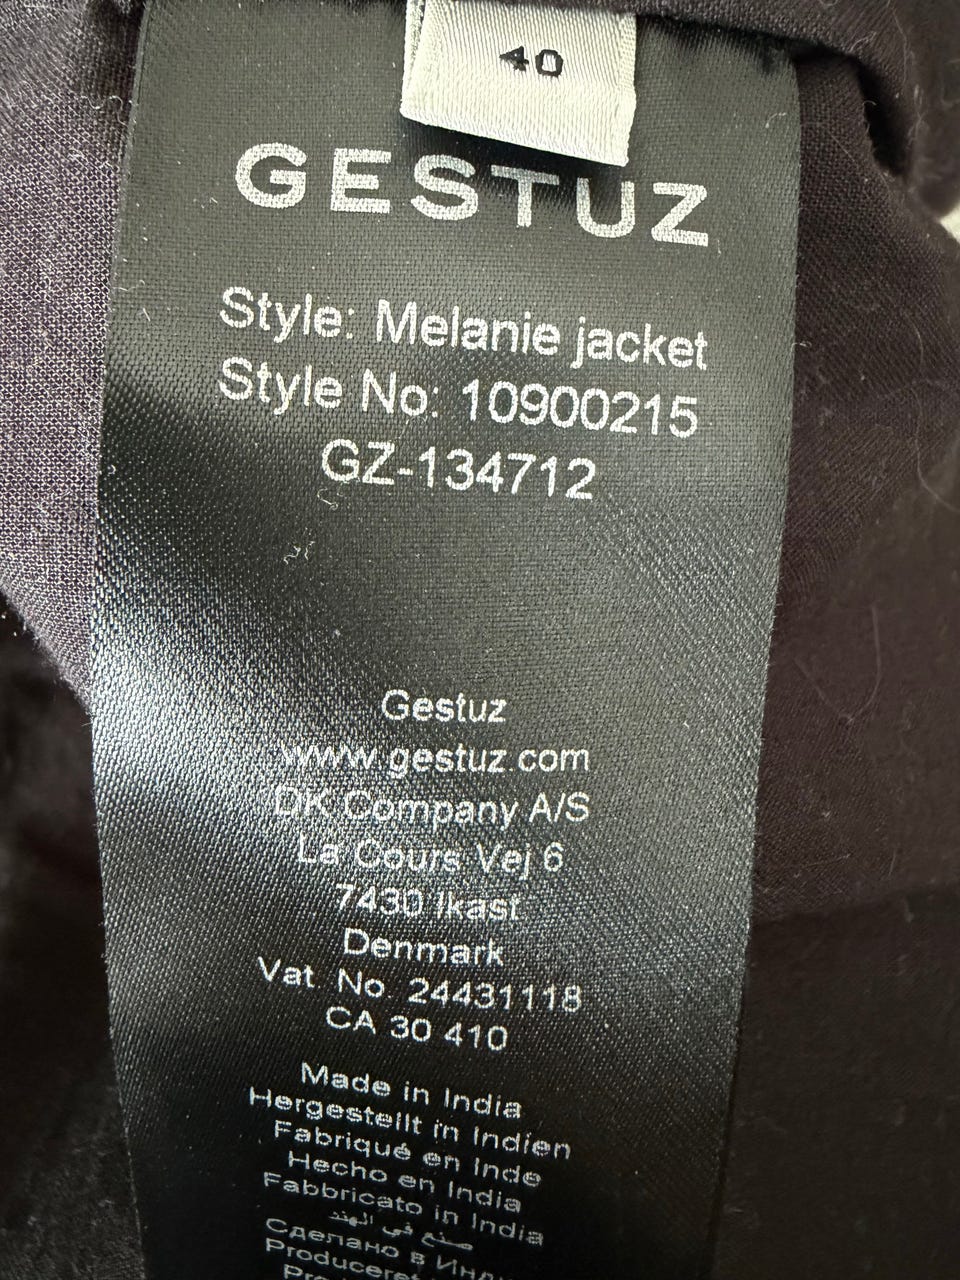 40
GESTUZ
Style: Melanie jacket
Style No: 10900215
GZ-134712
Gestuz
www.gestuz.com
DK Company A/S
La Cours Vej 6
7430 Ikast
Denmark
Vat. No. 24431118
CA 30 410
Made in India
Hergestellt in Indien
Fabriqué en Inde
Hecho en India
Fabbricato in India
صنع في الهند
Сделано в
Produceret